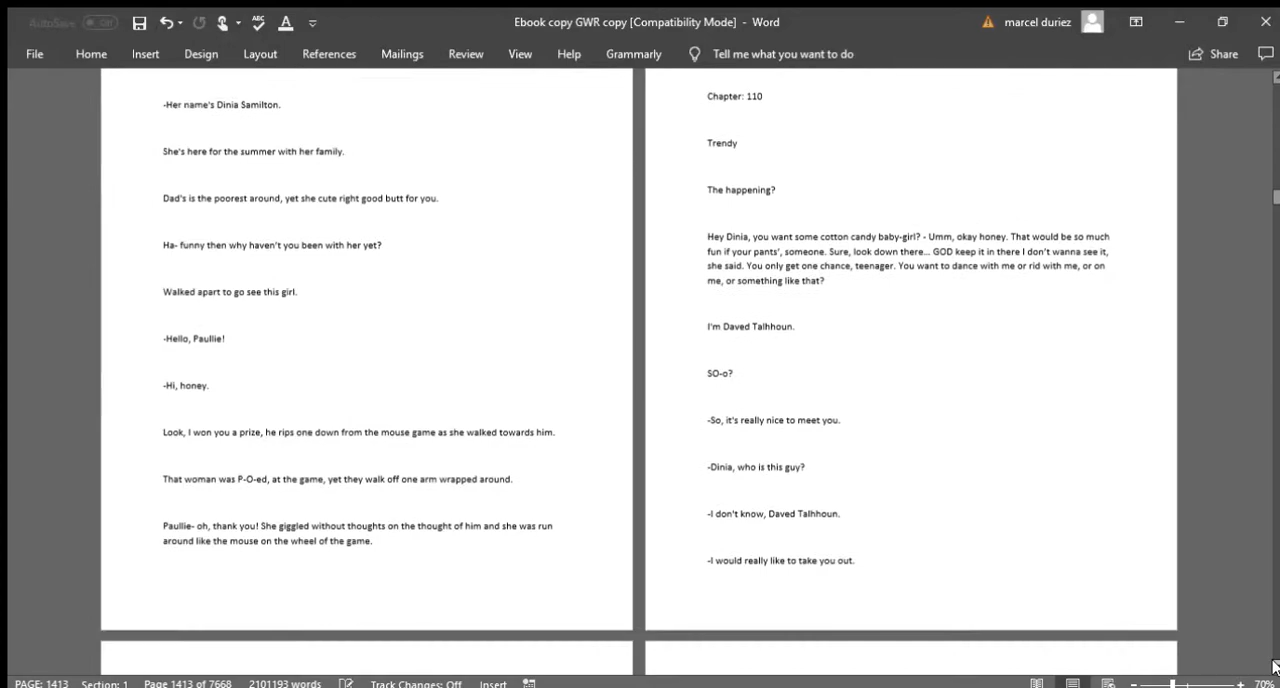 AutoSave Off Ebook copy GWR copy [Compatibility Mode] - Word marcel duriez
File Home Insert Design Layout References Mailings Review View Help Grammarly Tell me what you want to do Share
-Her name's Dinia Samilton.
She's here for the summer with her family.
Dad's is the poorest around, yet she cute right good butt for you.
Ha- funny then why haven't you been with her yet?
Walked apart to go see this girl.
-Hello, Paullie!
-Hi, honey.
Look, I won you a prize, he rips one down from the mouse game as she walked towards him.
That woman was P-O-ed, at the game, yet they walk off one arm wrapped around.
Paullie- oh, thank you! She giggled without thoughts on the thought of him and she was run
around like the mouse on the wheel of the game.
Chapter: 110
Trendy
The happening?
Hey Dinia, you want some cotton candy baby-girl? - Umm, okay honey. That would be so much
fun if your pants', someone. Sure, look down there... GOD keep it in there I don't wanna see it,
she said. You only get one chance, teenager. You want to dance with me or rid with me, or on
me, or something like that?
I'm Daved Talhhoun.
SO-o?
-So, it's really nice to meet you.
-Dinia, who is this guy?
-I don't know, Daved Talhhoun.
-I would really like to take you out.
PAGE: 1413 Section: 1 Page 1413 of 7668 2101193 words Track Changes: Off Insert 70%